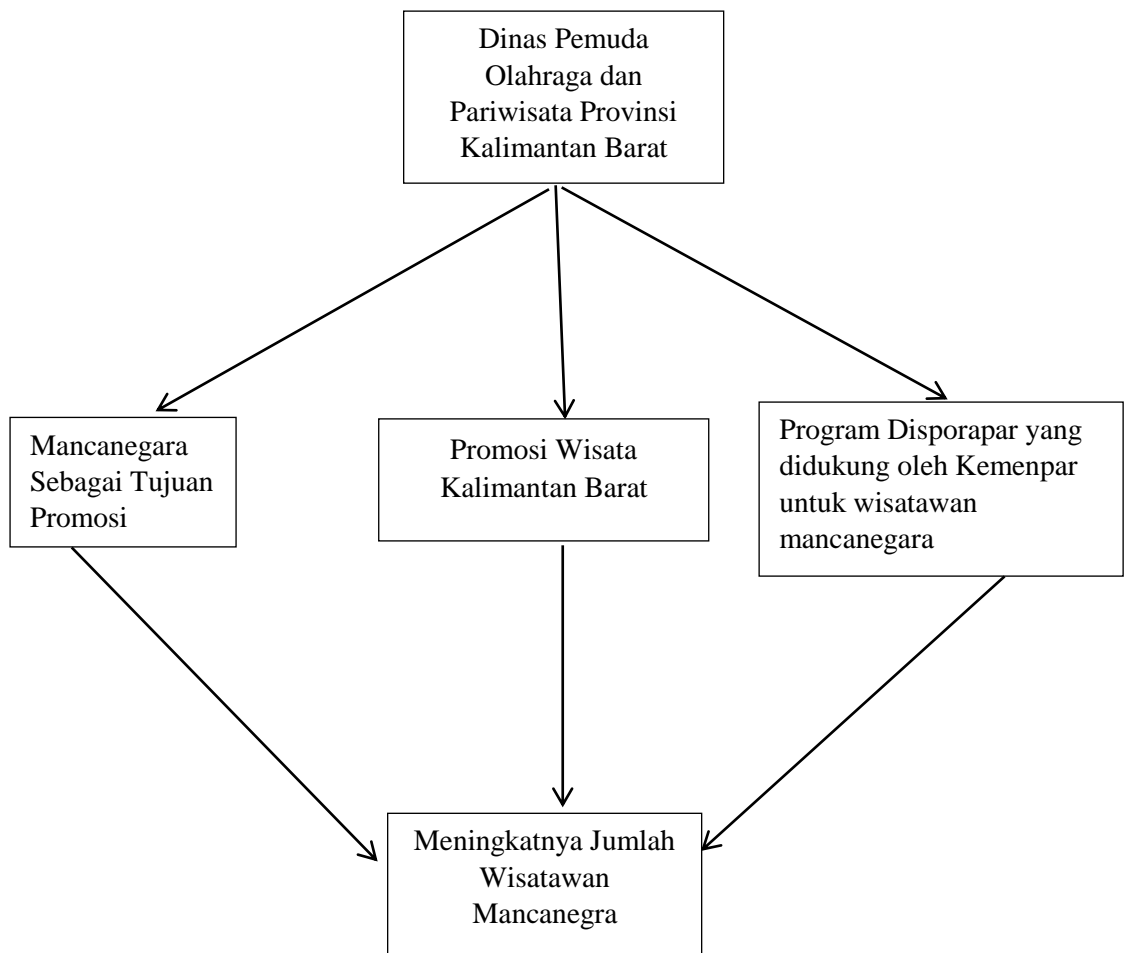 Dinas Pemuda
Olahraga dan
Pariwisata Provinsi
Kalimantan Barat
Mancanegara
Sebagai Tujuan
Promosi
Promosi Wisata
Kalimantan Barat
Program Disporapar yang
didukung oleh Kemenpar
untuk wisatawan
mancanegara
Meningkatnya Jumlah
Wisatawan
Mancanegra